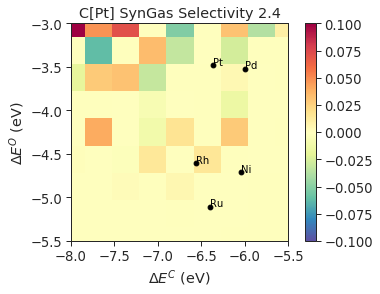 C[Pt] SynGas Selectivity 2.4
−3.0
−3.5
−4.0
−4.5
−5.0
−5.5
ΔE^O (eV)
Pt
Pd
Rh
Ni
Ru
−8.0 −7.5 −7.0 −6.5 −6.0 −5.5
ΔE^C (eV)
0.100
0.075
0.050
0.025
0.000
−0.025
−0.050
−0.075
−0.100